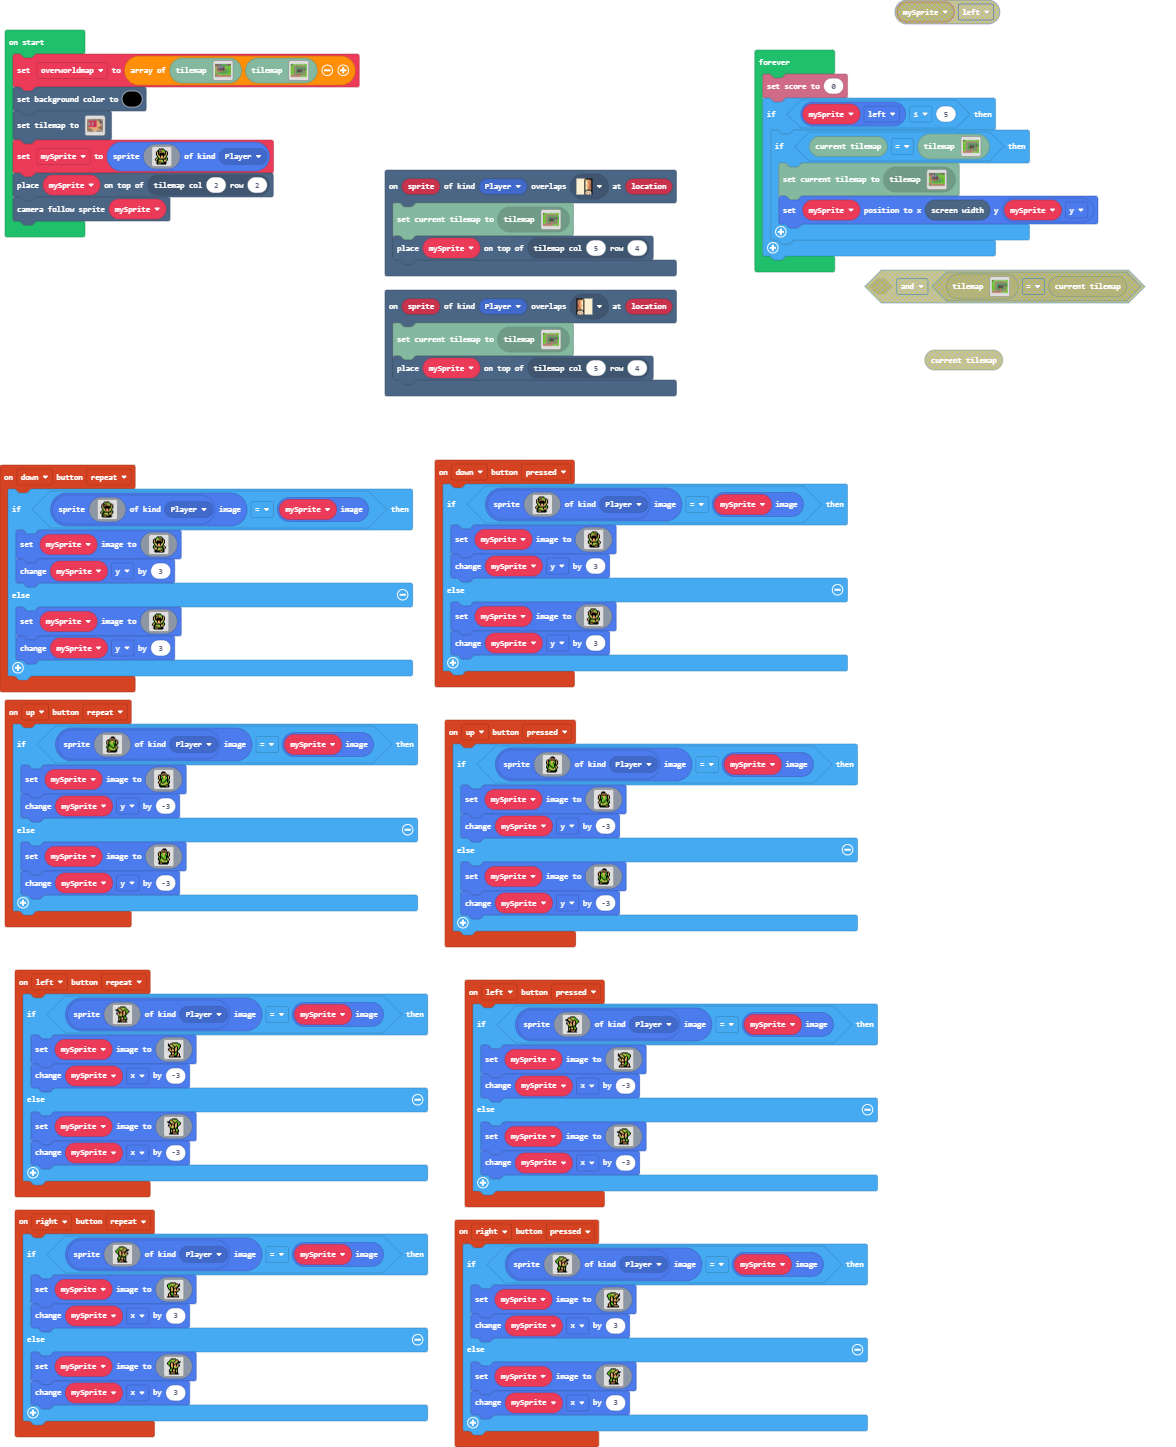 mySprite left
on start
set overworldmap to array of tilemap tilemap
set background color to
set tilemap to
set mySprite to sprite of kind Player
place mySprite on top of tilemap col 2 row 2
camera follow sprite mySprite
forever
set score to 0
if mySprite left ≤ 5 then
if current tilemap = tilemap then
set current tilemap to tilemap
set mySprite position to x screen width y mySprite y
and tilemap = current tilemap
current tilemap
on sprite of kind Player overlaps at location
set current tilemap to tilemap
place mySprite on top of tilemap col 5 row 4
on sprite of kind Player overlaps at location
set current tilemap to tilemap
place mySprite on top of tilemap col 5 row 4
on down button repeat
if sprite of kind Player image = mySprite image then
set mySprite image to
change mySprite y by 3
else
set mySprite image to
change mySprite y by 3
on down button pressed
if sprite of kind Player image = mySprite image then
set mySprite image to
change mySprite y by 3
else
set mySprite image to
change mySprite y by 3
on up button repeat
if sprite of kind Player image = mySprite image then
set mySprite image to
change mySprite y by -3
else
set mySprite image to
change mySprite y by -3
on up button pressed
if sprite of kind Player image = mySprite image then
set mySprite image to
change mySprite y by -3
else
set mySprite image to
change mySprite y by -3
on left button repeat
if sprite of kind Player image = mySprite image then
set mySprite image to
change mySprite x by -3
else
set mySprite image to
change mySprite x by -3
on left button pressed
if sprite of kind Player image = mySprite image then
set mySprite image to
change mySprite x by -3
else
set mySprite image to
change mySprite x by -3
on right button repeat
if sprite of kind Player image = mySprite image then
set mySprite image to
change mySprite x by 3
else
set mySprite image to
change mySprite x by 3
on right button pressed
if sprite of kind Player image = mySprite image then
set mySprite image to
change mySprite x by 3
else
set mySprite image to
change mySprite x by 3